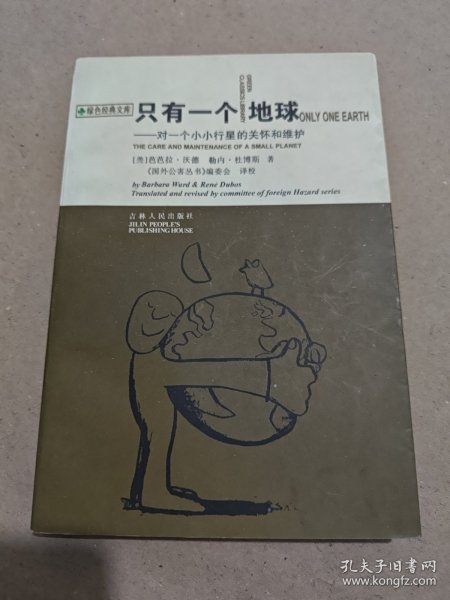 绿色经典文库
只有一个 地球 ONLY ONE EARTH
GREEN
CLASSICS LIBRARY
——对一个小小行星的关怀和维护
THE CARE AND MAINTENANCE OF A SMALL PLANET
[美]芭芭拉·沃德 勒内·杜博斯 著
《国外公害丛书》编委会 译校
by Barbara Ward & René Dubos
Translated and revised by committee of foreign Hazard series
吉林人民出版社
JILIN PEOPLE'S
PUBLISHING HOUSE
孔夫子旧书网
www.kongfz.com